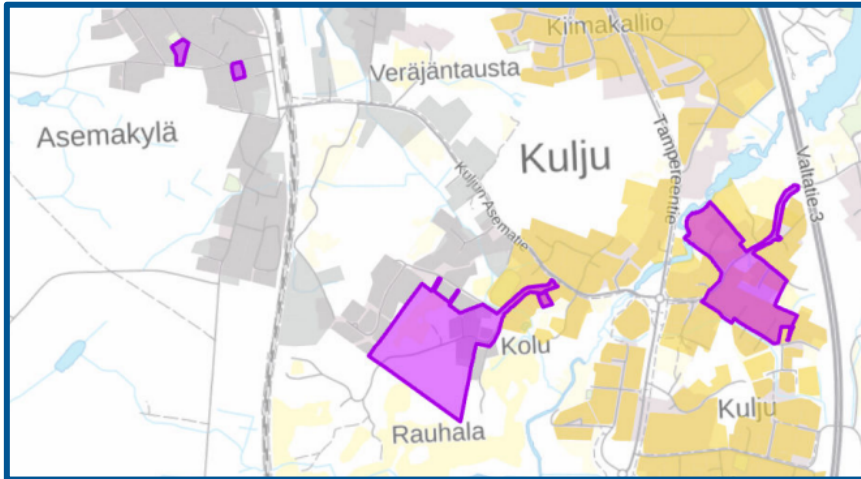 Kiimakallio
Veräjäntausta
Asemakylä
Kulju
Tampereentie
Valtatie 3
Kuljun Asematie
Kolu
Kulju
Rauhala